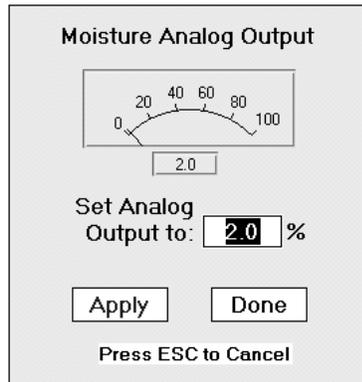 Moisture Analog Output
0 20 40 60 80 100
2.0
Set Analog
Output to: 2.0 %
Apply Done
Press ESC to Cancel